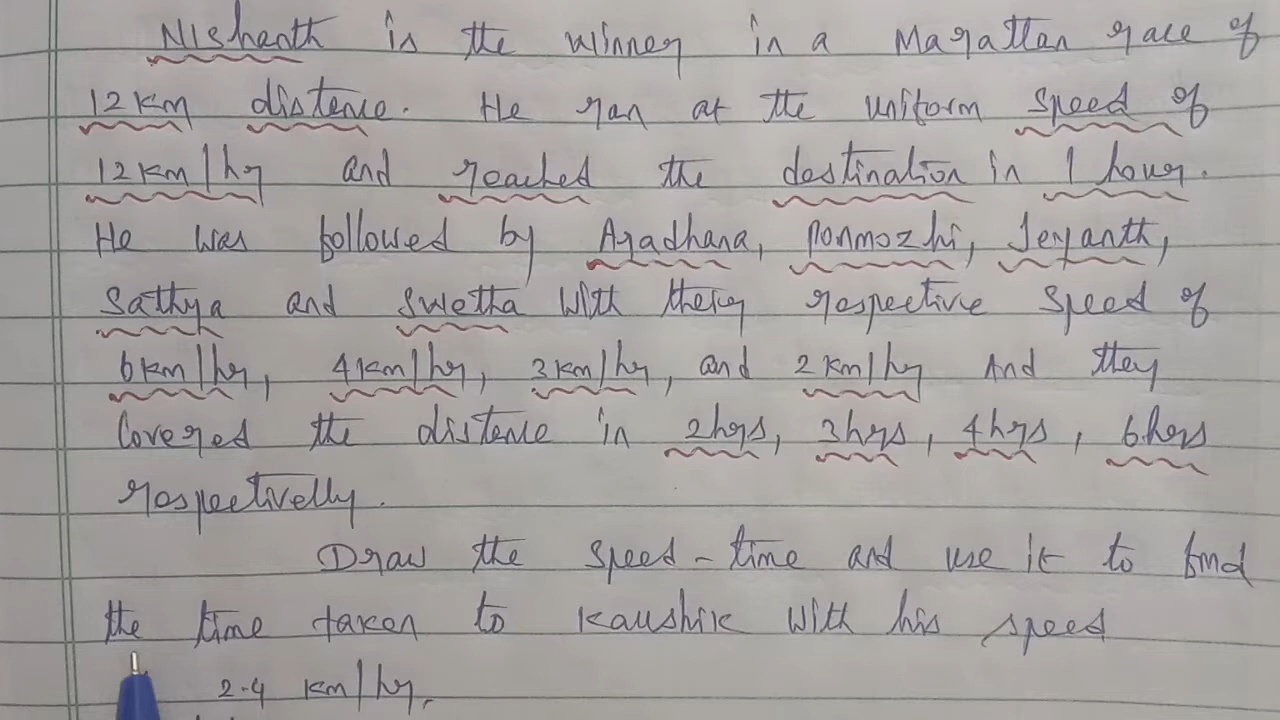 Nishanth is the winner in a Marattan race of
12 km distance. He ran at the uniform speed of
12 km/hr and reached the destination in 1 hour.
He was followed by Aradhana, Ponmozhi, Jeyanth,
Sathya and Swetha with their respective speed of
6 km/hr, 4 km/hr, 3 km/hr, and 2 km/hr And they
Covered the distence in 2 hrs, 3 hrs, 4 hrs, 6 hrs
respectivelly.
Draw the speed-time and use it to find
the time taken to Kaushik with his speed
2.4 km/hr.